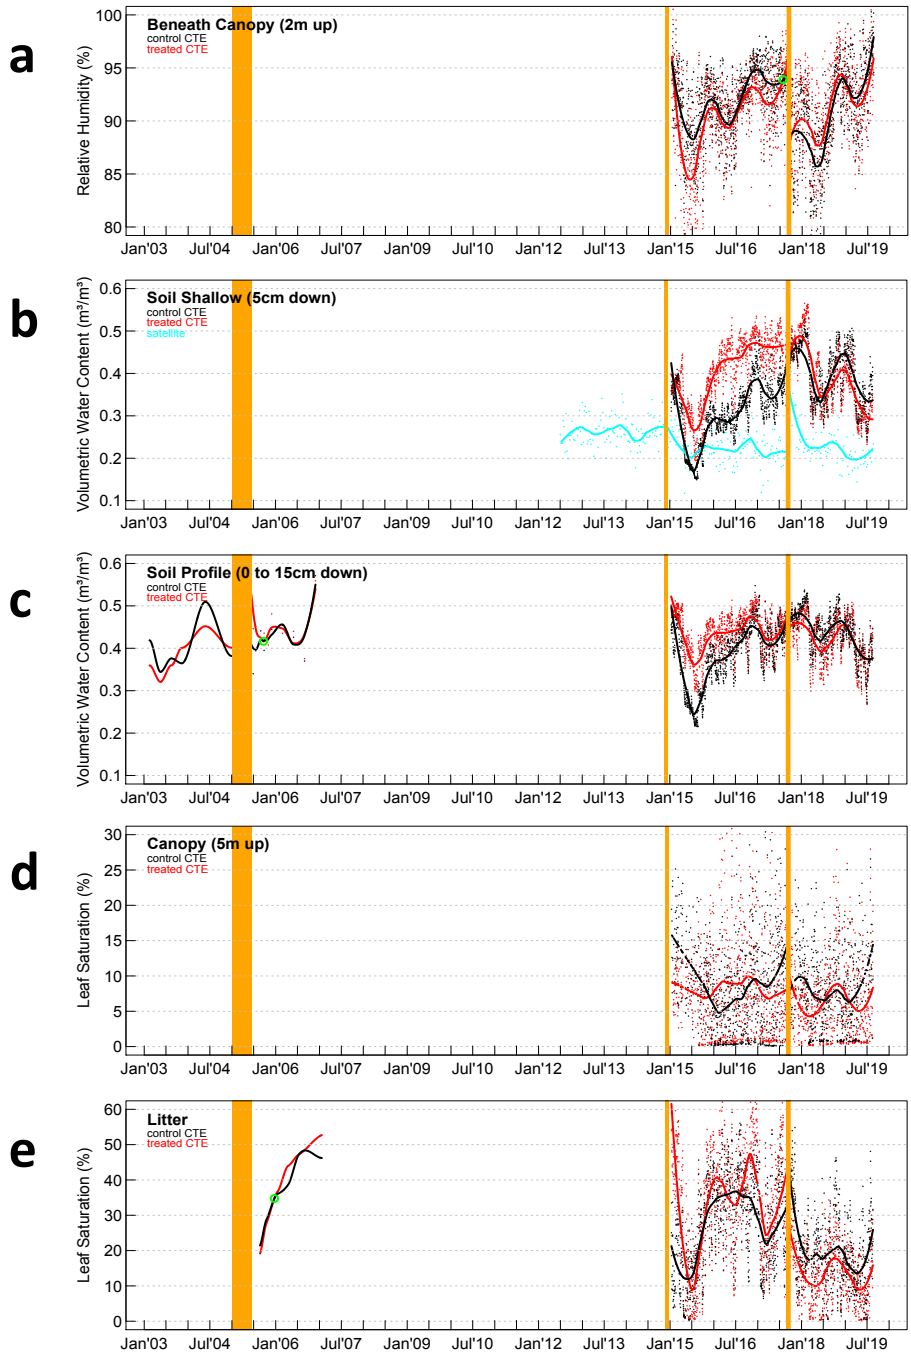 a
Beneath Canopy (2m up)
control CTE
treated CTE
Relative Humidity (%)
100
95
90
85
80
Jan'03 Jul'04 Jan'06 Jul'07 Jan'09 Jul'10 Jan'12 Jul'13 Jan'15 Jul'16 Jan'18 Jul'19
b
Soil Shallow (5cm down)
control CTE
treated CTE
satellite
Volumetric Water Content (m³/m³)
0.6
0.5
0.4
0.3
0.2
0.1
Jan'03 Jul'04 Jan'06 Jul'07 Jan'09 Jul'10 Jan'12 Jul'13 Jan'15 Jul'16 Jan'18 Jul'19
c
Soil Profile (0 to 15cm down)
control CTE
treated CTE
Volumetric Water Content (m³/m³)
0.6
0.5
0.4
0.3
0.2
0.1
Jan'03 Jul'04 Jan'06 Jul'07 Jan'09 Jul'10 Jan'12 Jul'13 Jan'15 Jul'16 Jan'18 Jul'19
d
Canopy (5m up)
control CTE
treated CTE
Leaf Saturation (%)
30
25
20
15
10
5
0
Jan'03 Jul'04 Jan'06 Jul'07 Jan'09 Jul'10 Jan'12 Jul'13 Jan'15 Jul'16 Jan'18 Jul'19
e
Litter
control CTE
treated CTE
Leaf Saturation (%)
60
50
40
30
20
10
0
Jan'03 Jul'04 Jan'06 Jul'07 Jan'09 Jul'10 Jan'12 Jul'13 Jan'15 Jul'16 Jan'18 Jul'19